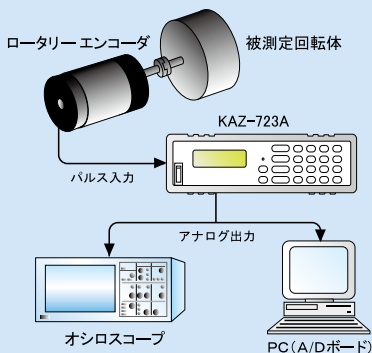 ロータリーエンコーダ
被測定回転体
KAZ-723A
パルス入力
アナログ出力
オシロスコープ
PC(A/Dボード)